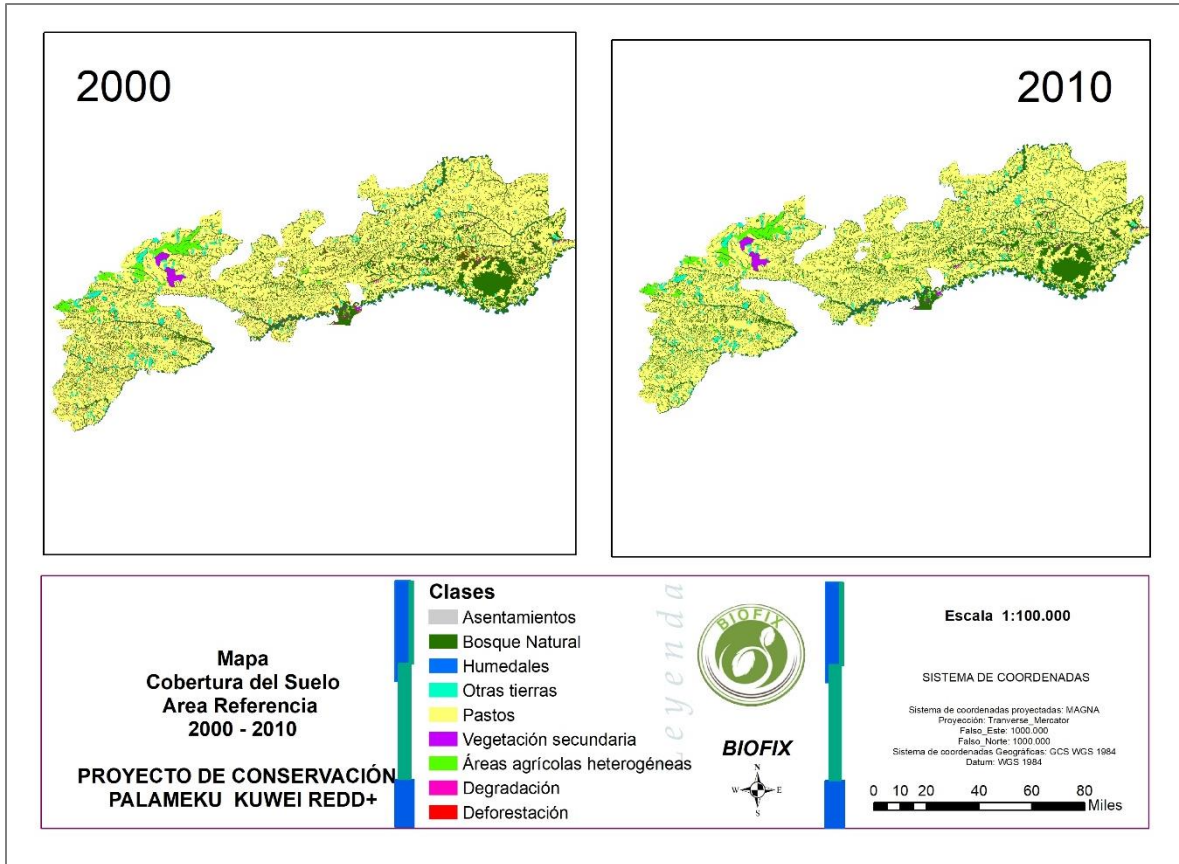 2000
2010
Mapa
Cobertura del Suelo
Area Referencia
2000 - 2010
PROYECTO DE CONSERVACIÓN
PALAMEKU KUWEI REDD+
Clases
Asentamientos
Bosque Natural
Humedales
Otras tierras
Pastos
Vegetación secundaria
Áreas agrícolas heterogéneas
Degradación
Deforestación
Leyenda
BIOFIX
BIOFIX
N
W E
S
Escala 1:100.000
SISTEMA DE COORDENADAS
Sistema de coordenadas proyectadas: MAGNA
Proyección: Tranverse_Mercator
Falso_Este: 1000.000
Falso_Norte: 1000,000
Sistema de coordenadas Geográficas: GCS WGS 1984
Datum: WGS 1984
0 10 20 40 60 80
Miles